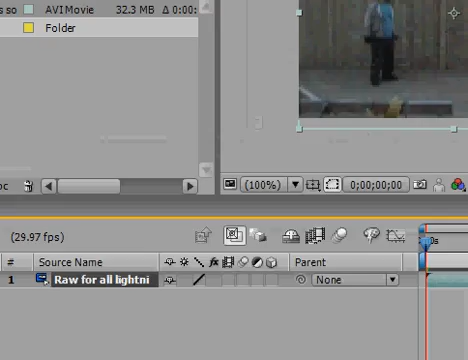 s so AVI Movie 32.3 MB Δ 0:00:
Folder
oc (100%) 0;00;00;00
(29.97 fps) 0s
# Source Name fx Parent
1 Raw for all lightni None